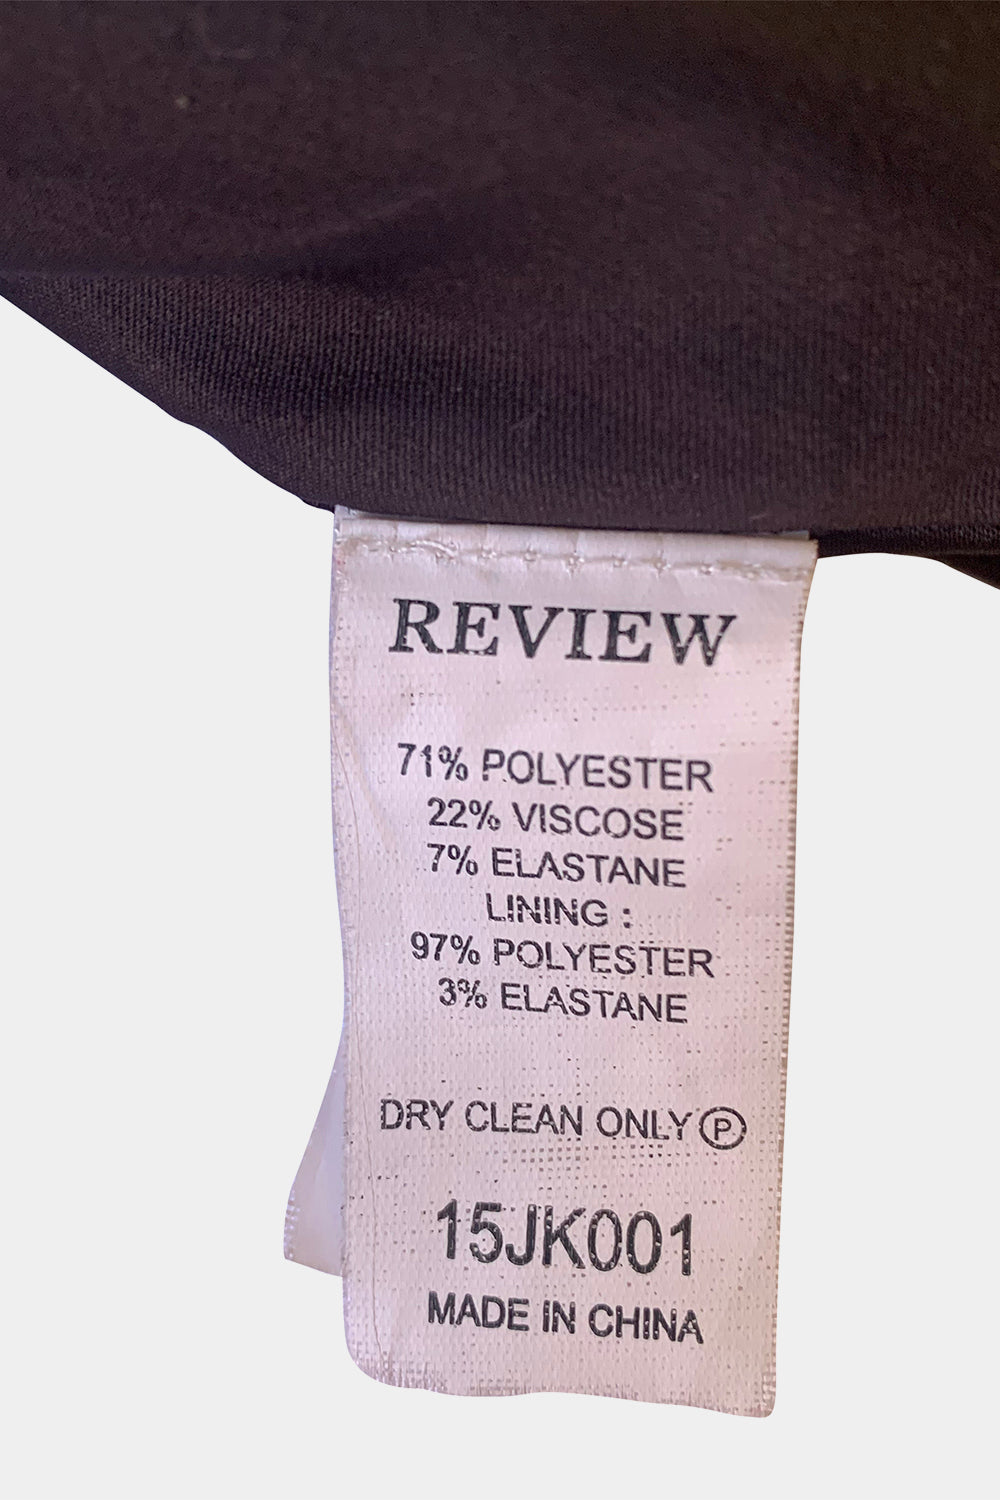 REVIEW
71% POLYESTER
22% VISCOSE
7% ELASTANE
LINING :
97% POLYESTER
3% ELASTANE
DRY CLEAN ONLY Ⓟ
15JK001
MADE IN CHINA